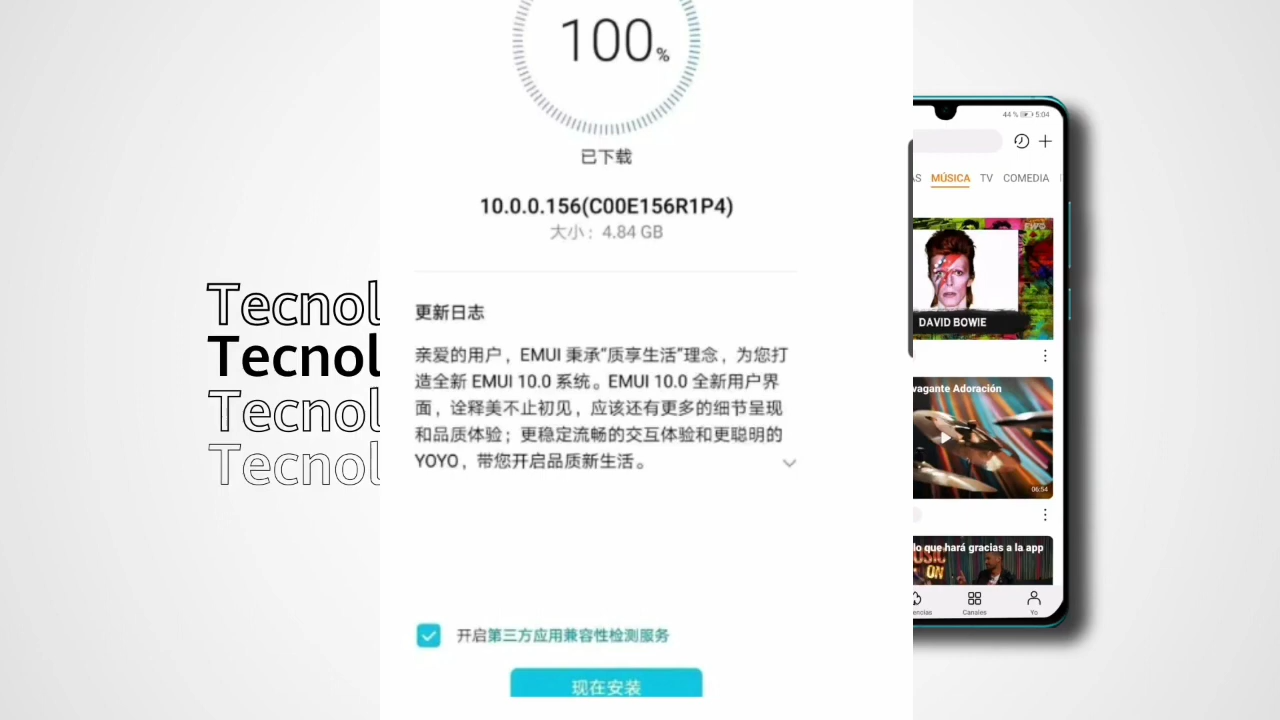 Tecnol
Tecnol
Tecnol
Tecnol
100%
已下载
10.0.0.156(C00E156R1P4)
大小：4.84 GB
更新日志
亲爱的用户，EMUI 秉承“质享生活”理念，为您打
造全新 EMUI 10.0 系统。EMUI 10.0 全新用户界
面，诠释美不止初见，应该还有更多的细节呈现
和品质体验；更稳定流畅的交互体验和更聪明的
YOYO，带您开启品质新生活。
开启第三方应用兼容性检测服务
现在安装
44 % 5:04
AS MÚSICA TV COMEDIA
DAVID BOWIE
vagante Adoración
06:54
lo que hará gracias a la app
MUSIC
ON
encias Canales Yo